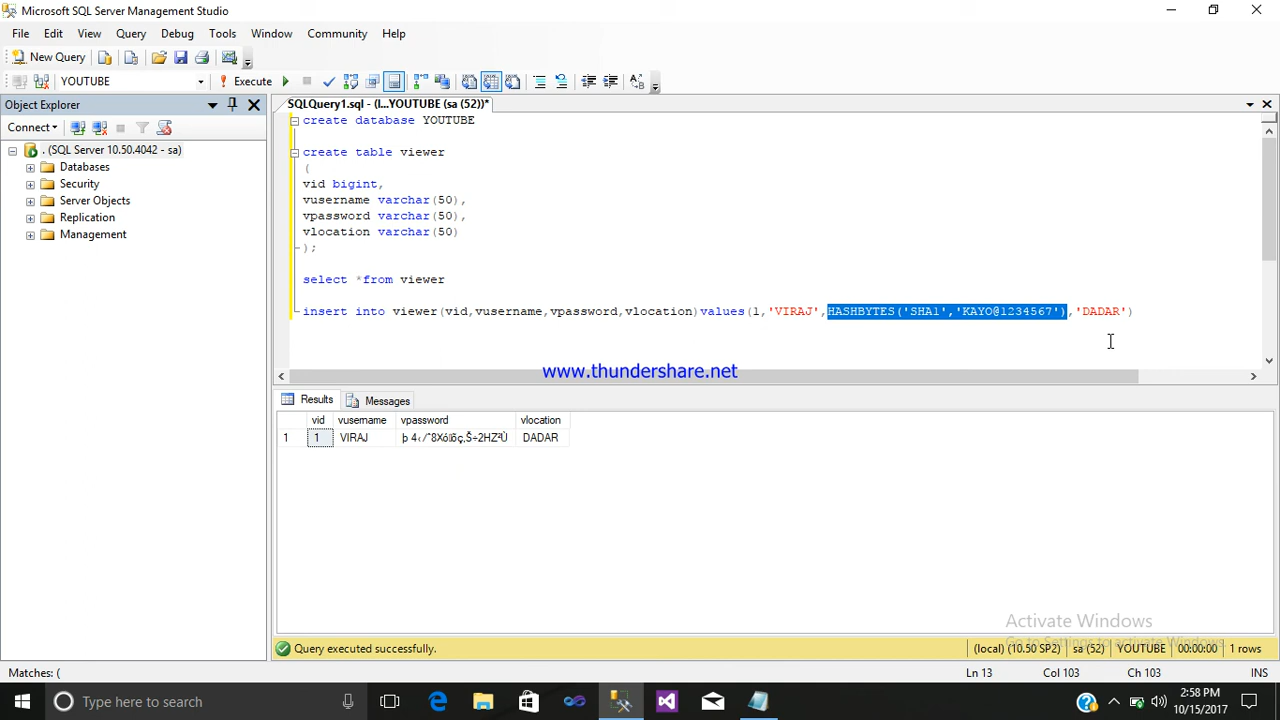 Microsoft SQL Server Management Studio
File Edit View Query Debug Tools Window Community Help
New Query
YOUTUBE Execute
Object Explorer
SQLQuery1.sql - (l...YOUTUBE (sa (52))*
Connect
. (SQL Server 10.50.4042 - sa)
Databases
Security
Server Objects
Replication
Management
create database YOUTUBE
create table viewer
(
vid bigint,
vusername varchar(50),
vpassword varchar(50),
vlocation varchar(50)
);
select *from viewer
insert into viewer(vid,vusername,vpassword,vlocation)values(1,'VIRAJ',HASHBYTES('SHA1','KAYO@1234567'),'DADAR')
www.thundershare.net
Results Messages
vid vusername vpassword vlocation
1 1 VIRAJ DADAR
Activate Windows
Go to Settings to activate Windows.
Query executed successfully.
(local) (10.50 SP2) sa (52) YOUTUBE 00:00:00 1 rows
Matches: (
Ln 13 Col 103 Ch 103 INS
Type here to search
2:58 PM
10/15/2017